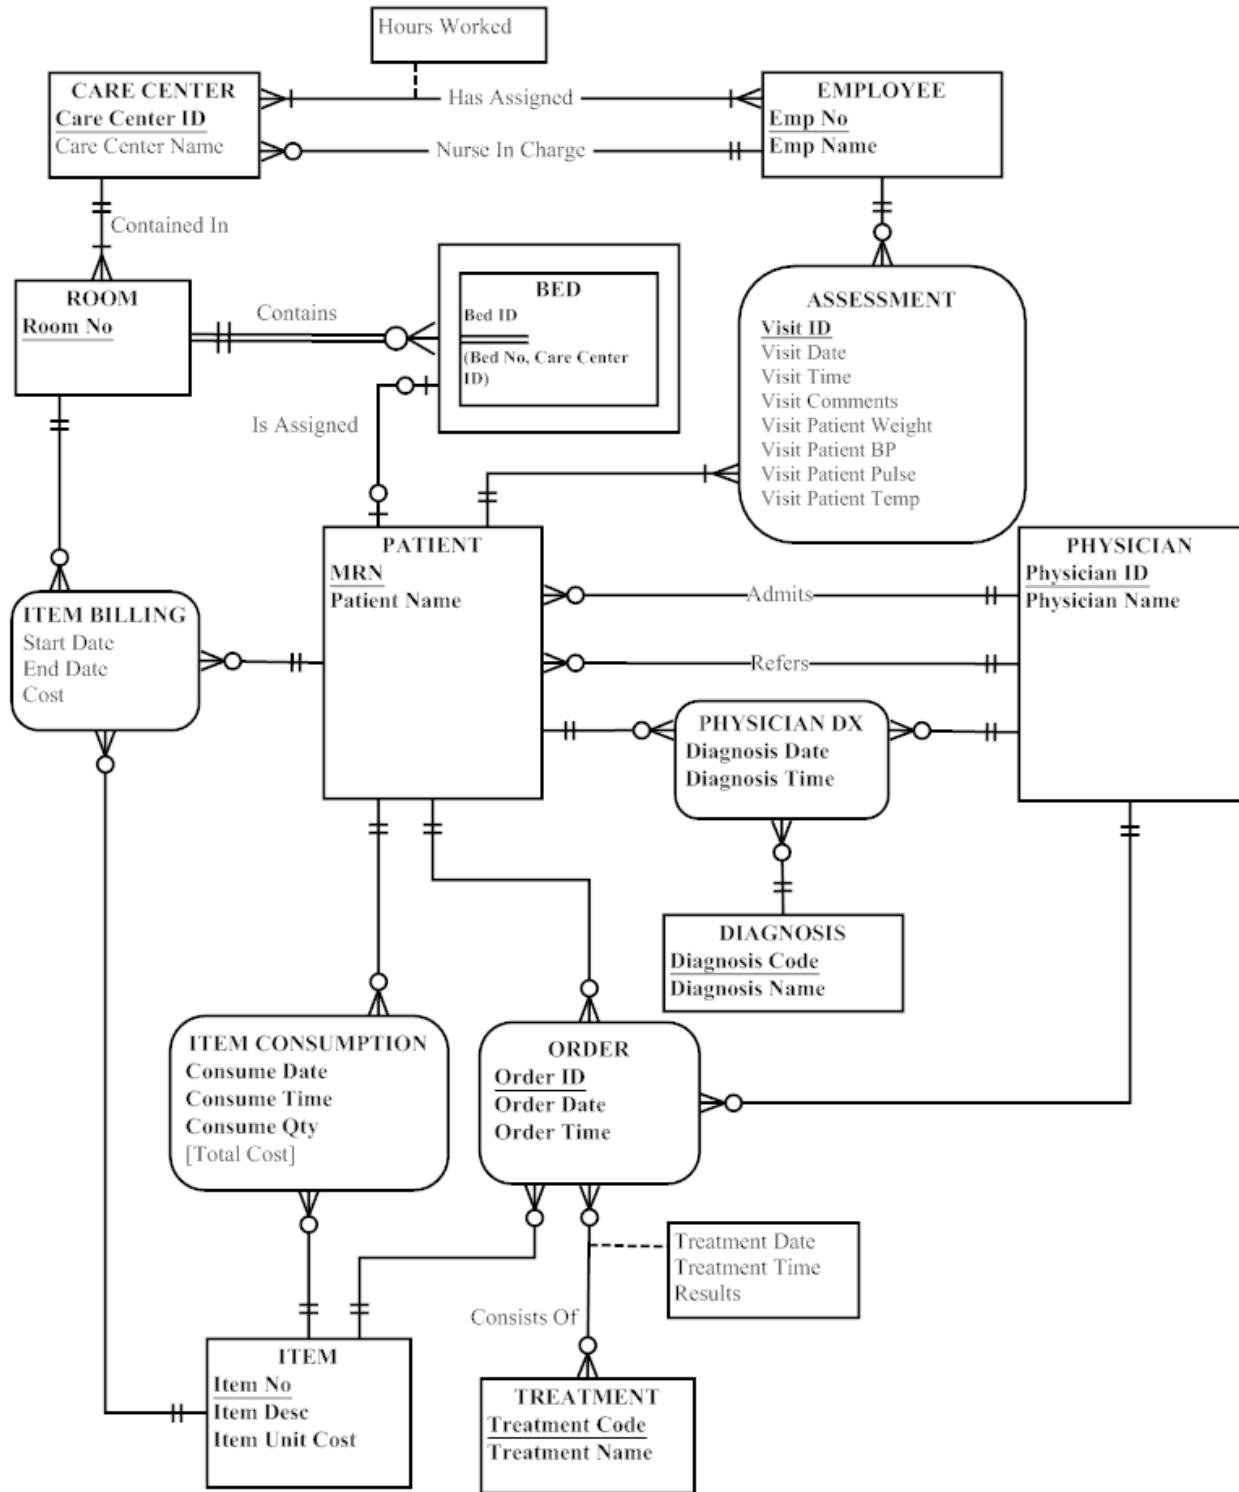 Hours Worked
CARE CENTER
Care Center ID
Care Center Name
Has Assigned
Nurse In Charge
EMPLOYEE
Emp No
Emp Name
Contained In
ROOM
Room No
Contains
BED
Bed ID
(Bed No, Care Center
ID)
Is Assigned
ASSESSMENT
Visit ID
Visit Date
Visit Time
Visit Comments
Visit Patient Weight
Visit Patient BP
Visit Patient Pulse
Visit Patient Temp
PATIENT
MRN
Patient Name
PHYSICIAN
Physician ID
Physician Name
Admits
Refers
ITEM BILLING
Start Date
End Date
Cost
PHYSICIAN DX
Diagnosis Date
Diagnosis Time
DIAGNOSIS
Diagnosis Code
Diagnosis Name
ITEM CONSUMPTION
Consume Date
Consume Time
Consume Qty
[Total Cost]
ORDER
Order ID
Order Date
Order Time
Treatment Date
Treatment Time
Results
Consists Of
ITEM
Item No
Item Desc
Item Unit Cost
TREATMENT
Treatment Code
Treatment Name